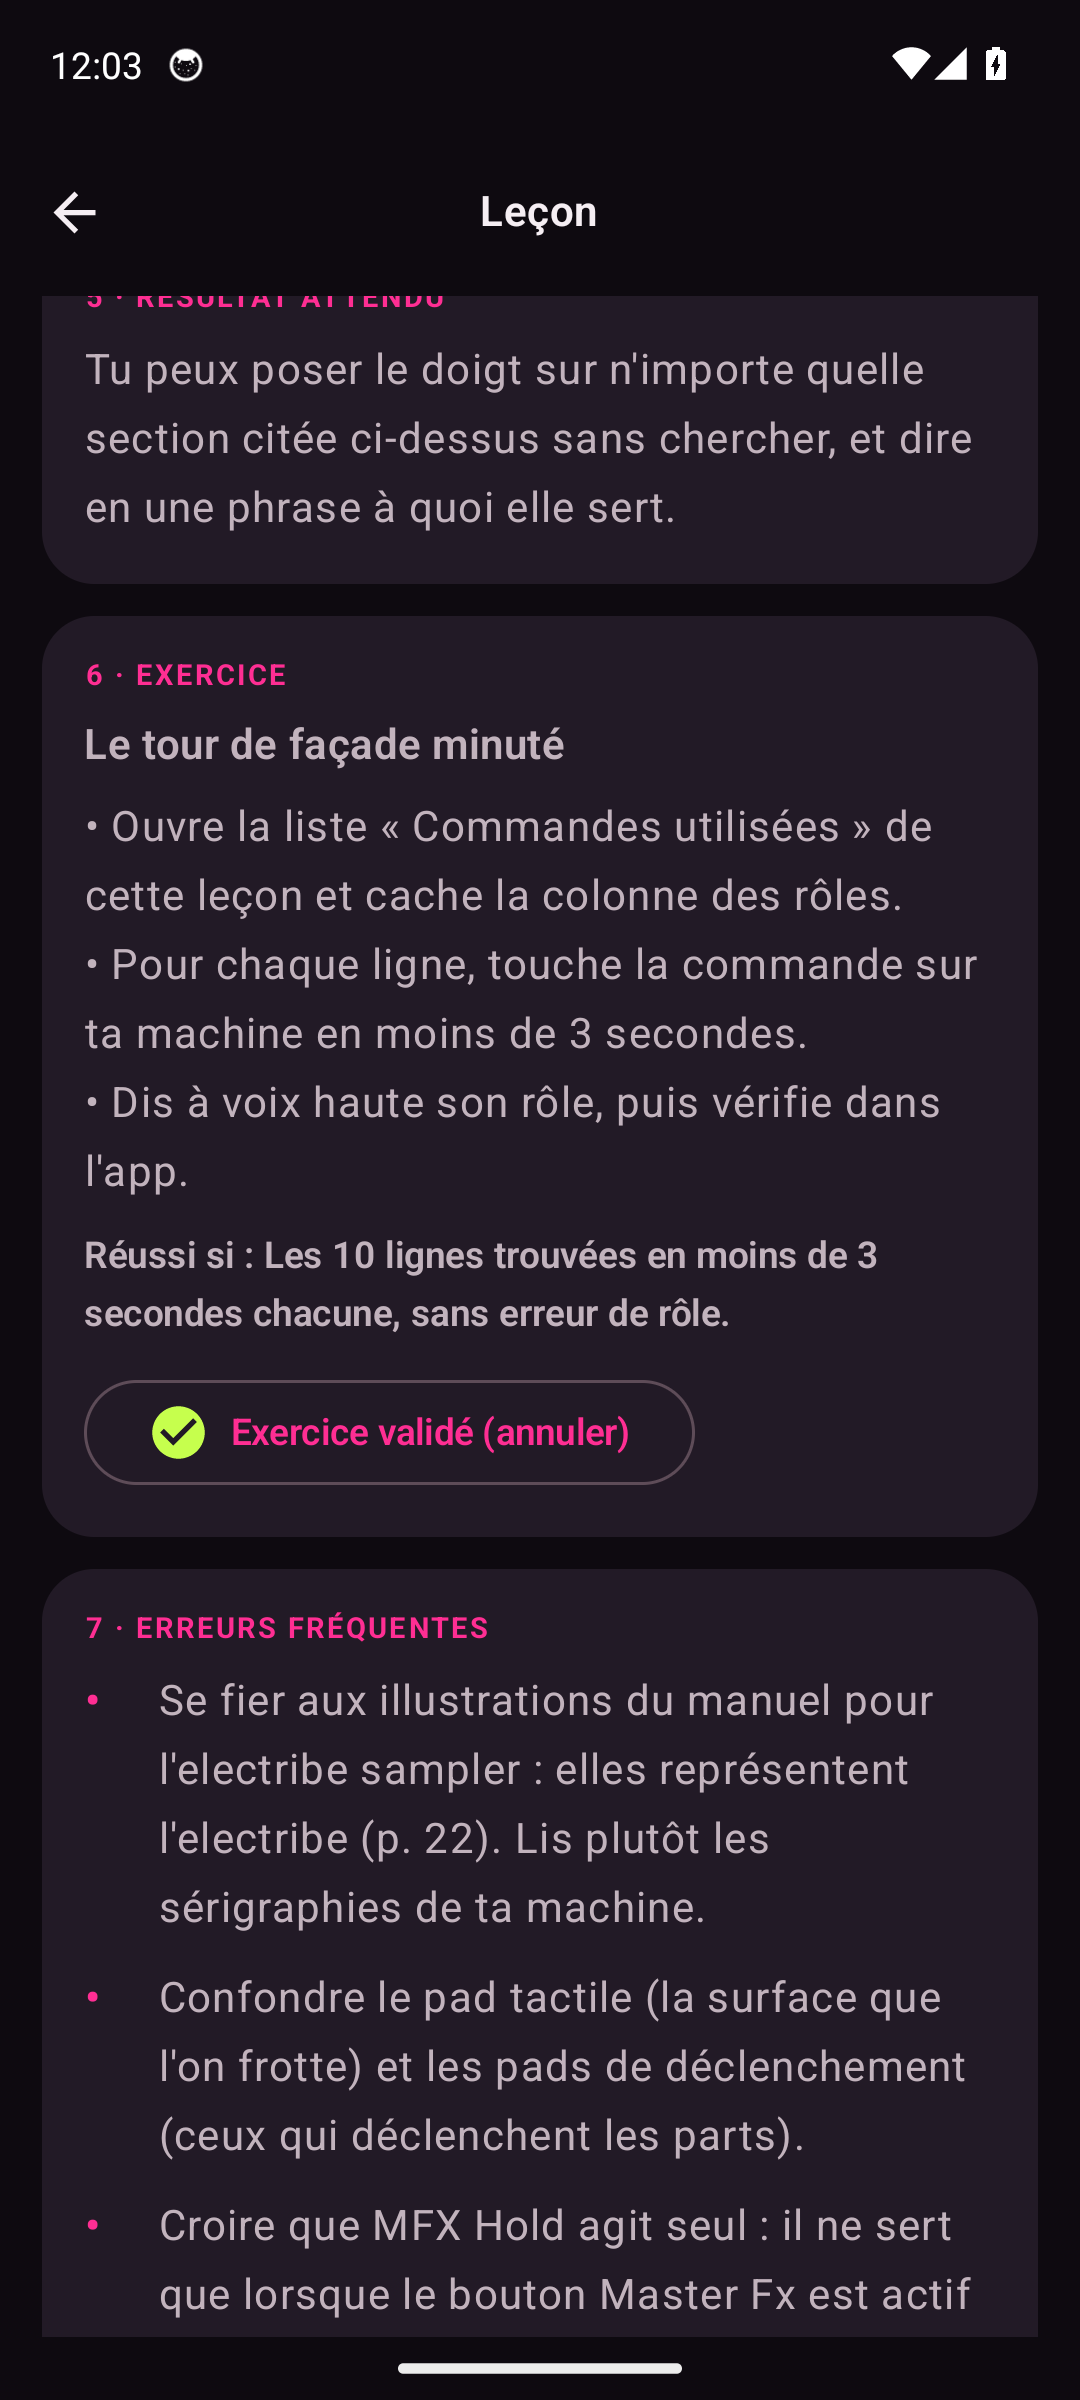 12:03
Leçon
5 · RÉSULTAT ATTENDU
Tu peux poser le doigt sur n'importe quelle
section citée ci-dessus sans chercher, et dire
en une phrase à quoi elle sert.
6 · EXERCICE
Le tour de façade minuté
• Ouvre la liste « Commandes utilisées » de
cette leçon et cache la colonne des rôles.
• Pour chaque ligne, touche la commande sur
ta machine en moins de 3 secondes.
• Dis à voix haute son rôle, puis vérifie dans
l'app.
Réussi si : Les 10 lignes trouvées en moins de 3
secondes chacune, sans erreur de rôle.
Exercice validé (annuler)
7 · ERREURS FRÉQUENTES
• Se fier aux illustrations du manuel pour
l'electribe sampler : elles représentent
l'electribe (p. 22). Lis plutôt les
sérigraphies de ta machine.
• Confondre le pad tactile (la surface que
l'on frotte) et les pads de déclenchement
(ceux qui déclenchent les parts).
• Croire que MFX Hold agit seul : il ne sert
que lorsque le bouton Master Fx est actif